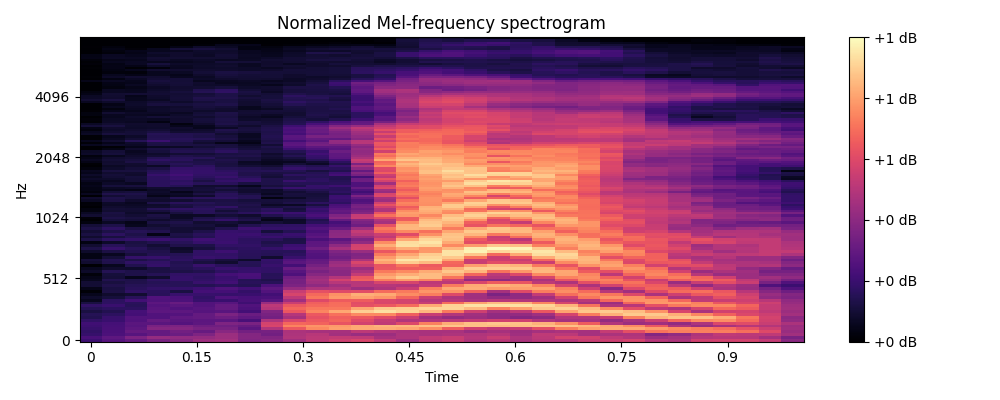 Normalized Mel-frequency spectrogram
Hz
4096
2048
1024
512
0
0 0.15 0.3 0.45 0.6 0.75 0.9
Time
+1 dB
+1 dB
+1 dB
+0 dB
+0 dB
+0 dB